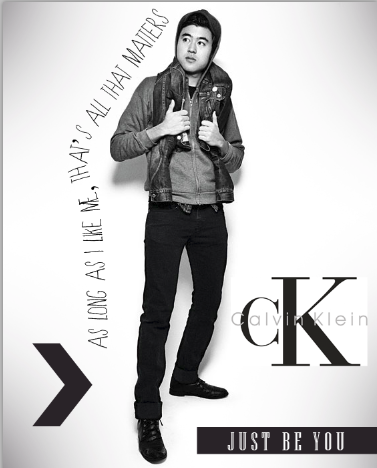 AS LONG AS I LIKE ME, THAT'S ALL THAT MATTERS
CK
Calvin Klein
JUST BE YOU